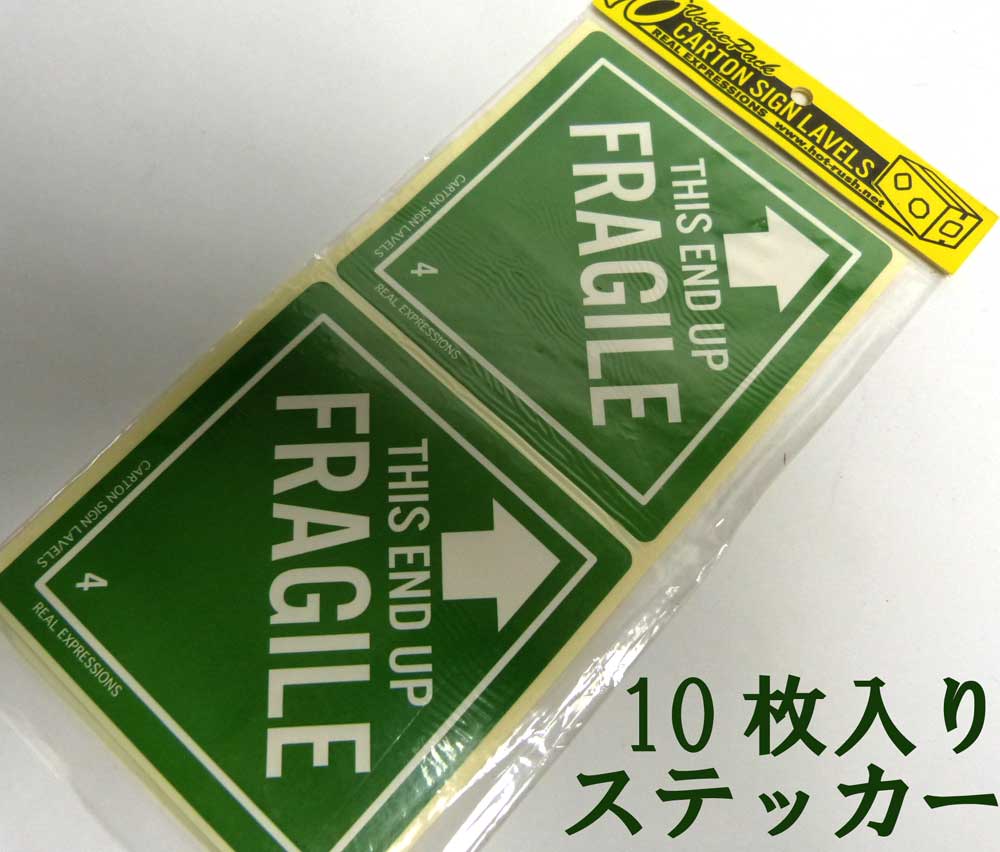 10 Value Pack
CARTON SIGN LAVELS
REAL EXPRESSIONS www.hot-rush.net
THIS END UP
FRAGILE
CARTON SIGN LAVELS
4
REAL EXPRESSIONS
THIS END UP
FRAGILE
CARTON SIGN LAVELS
4
REAL EXPRESSIONS
10枚入り
ステッカー